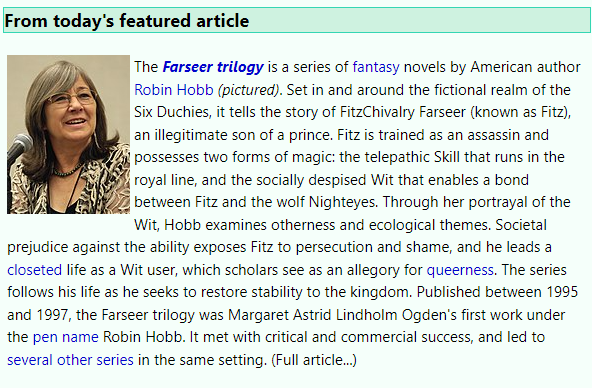 From today's featured article
The Farseer trilogy is a series of fantasy novels by American author
Robin Hobb (pictured). Set in and around the fictional realm of the
Six Duchies, it tells the story of FitzChivalry Farseer (known as Fitz),
an illegitimate son of a prince. Fitz is trained as an assassin and
possesses two forms of magic: the telepathic Skill that runs in the
royal line, and the socially despised Wit that enables a bond
between Fitz and the wolf Nighteyes. Through her portrayal of the
Wit, Hobb examines otherness and ecological themes. Societal
prejudice against the ability exposes Fitz to persecution and shame, and he leads a
closeted life as a Wit user, which scholars see as an allegory for queerness. The series
follows his life as he seeks to restore stability to the kingdom. Published between 1995
and 1997, the Farseer trilogy was Margaret Astrid Lindholm Ogden's first work under
the pen name Robin Hobb. It met with critical and commercial success, and led to
several other series in the same setting. (Full article...)